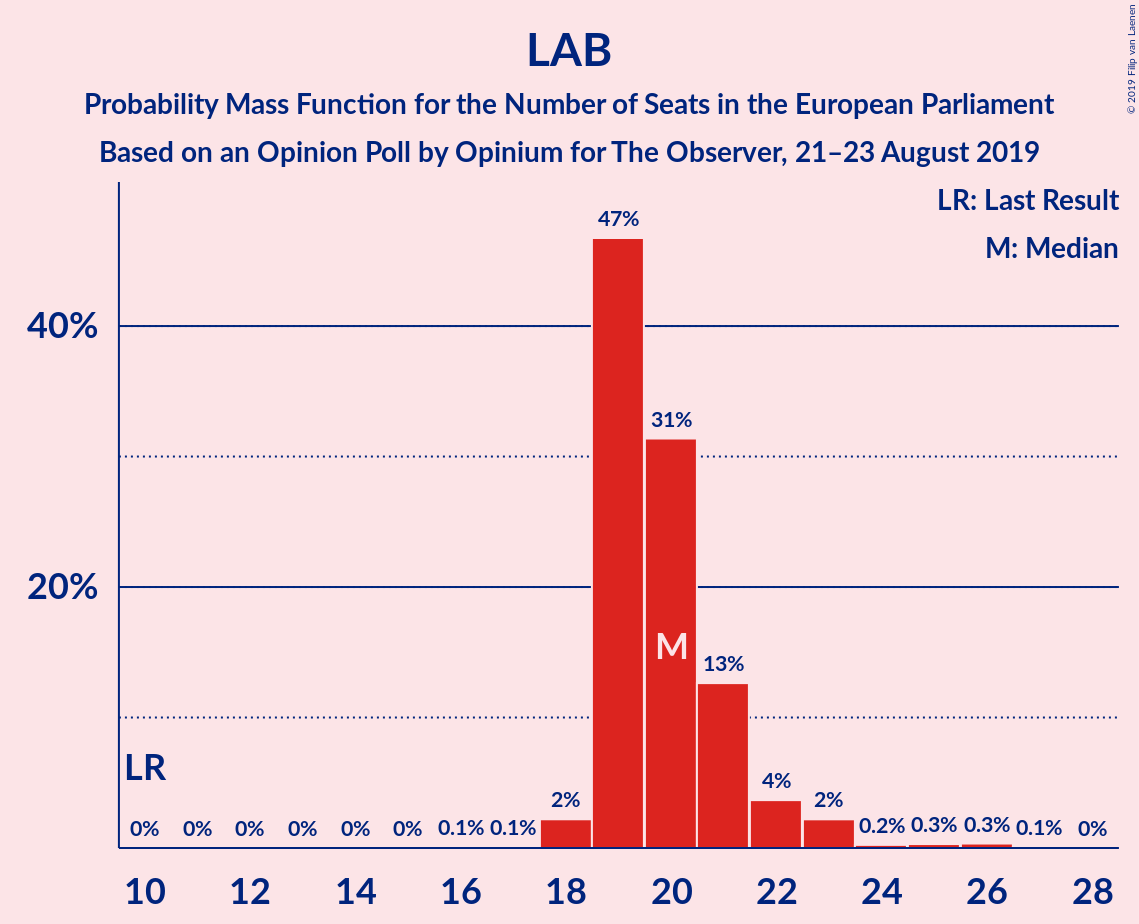 LAB
Probability Mass Function for the Number of Seats in the European Parliament
Based on an Opinion Poll by Opinium for The Observer, 21–23 August 2019
© 2019 Filip van Laenen
LR: Last Result
M: Median
47%
40%
31%
20%
M
13%
LR
4%
2%
2%
0% 0% 0% 0% 0% 0% 0.1% 0.1% 0.2% 0.3% 0.3% 0.1% 0%
10 12 14 16 18 20 22 24 26 28